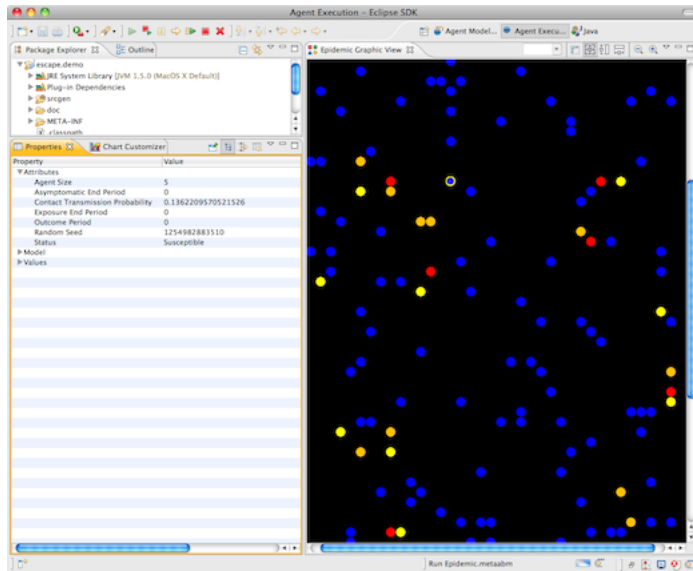 Agent Execution – Eclipse SDK
Agent Model... Agent Execu... Java
Package Explorer Outline
escape.demo
JRE System Library [JVM 1.5.0 (MacOS X Default)]
Plug-in Dependencies
srcgen
doc
META-INF
.classpath
Properties Chart Customizer
Property Value
Attributes
Agent Size 5
Asymptomatic End Period 0
Contact Transmission Probability 0.1362209570521526
Exposure End Period 0
Outcome Period 0
Random Seed 1254982883510
Status Susceptible
Model
Values
Epidemic Graphic View
Run Epidemic.metaabm